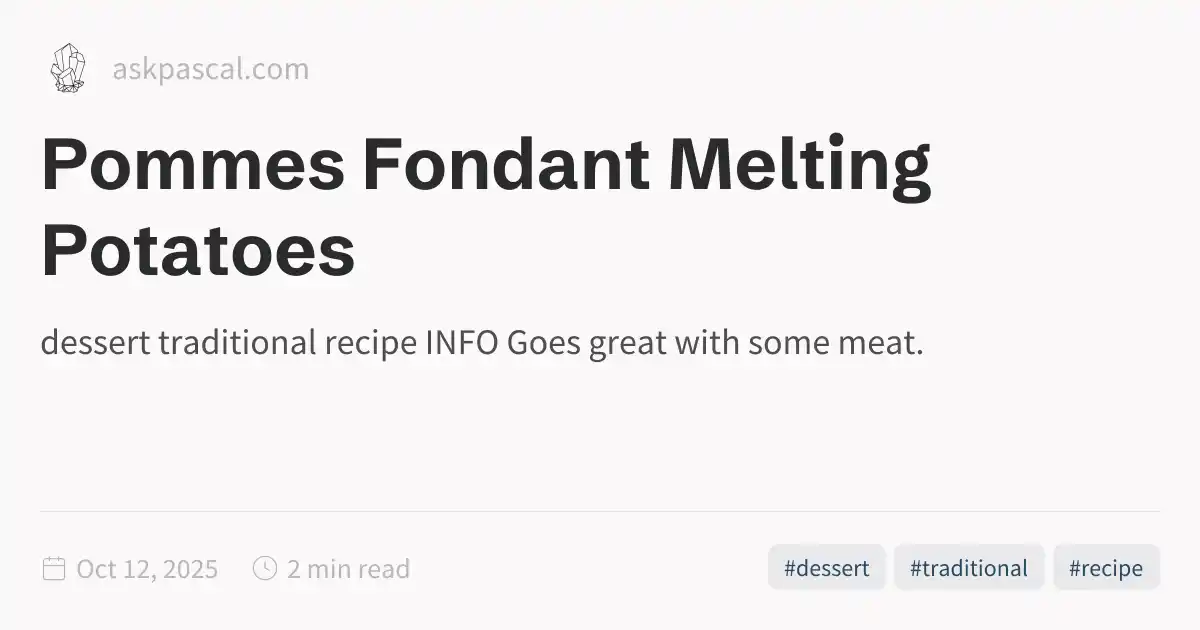 askpascal.com
Pommes Fondant Melting
Potatoes
dessert traditional recipe INFO Goes great with some meat.
Oct 12, 2025 2 min read #dessert #traditional #recipe